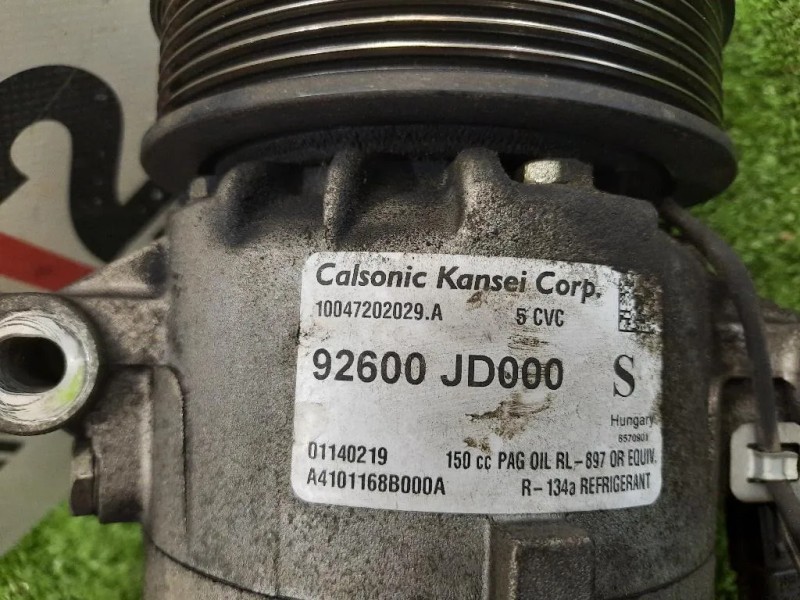 2
Calsonic Kansei Corp.
10047202029.A 5 CVC
92600 JD000 S
Hungary
01140219 150 cc PAG OIL RL-897 OR EQUIV.
A4101168B000A R-134a REFRIGERANT